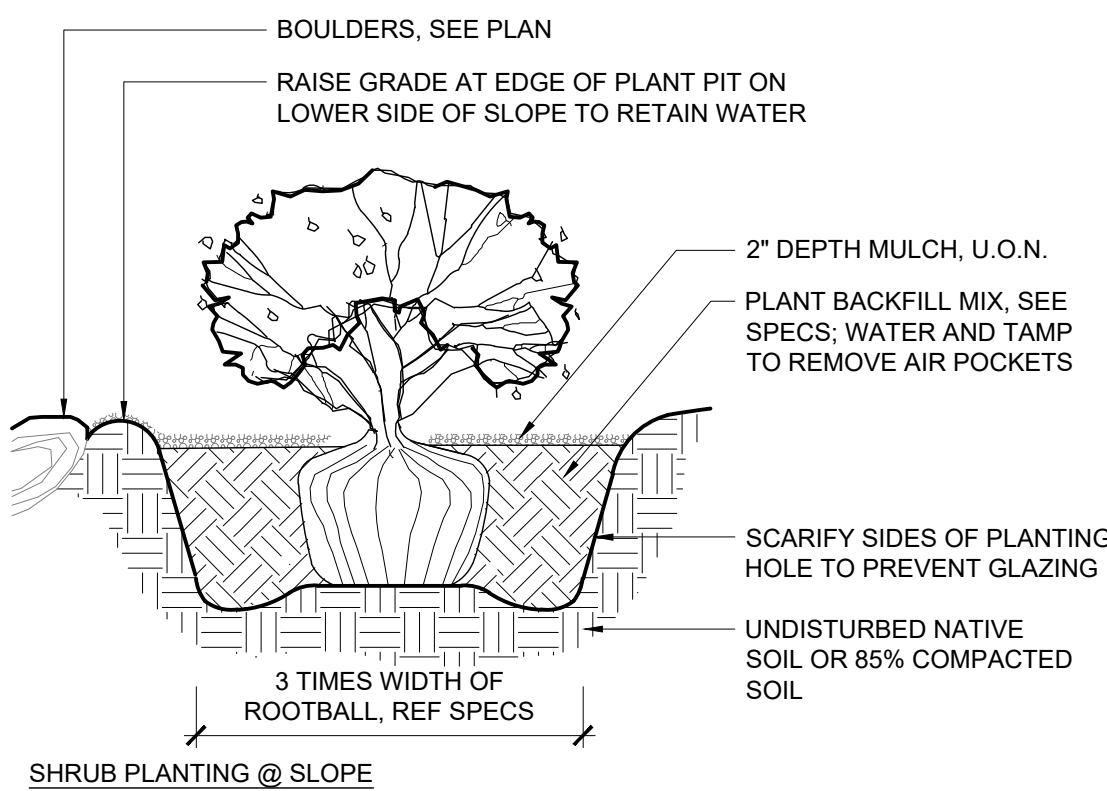 BOULDERS, SEE PLAN
RAISE GRADE AT EDGE OF PLANT PIT ON
LOWER SIDE OF SLOPE TO RETAIN WATER
2" DEPTH MULCH, U.O.N.
PLANT BACKFILL MIX, SEE
SPECS; WATER AND TAMP
TO REMOVE AIR POCKETS
SCARIFY SIDES OF PLANTING
HOLE TO PREVENT GLAZING
UNDISTURBED NATIVE
SOIL OR 85% COMPACTED
SOIL
3 TIMES WIDTH OF
ROOTBALL, REF SPECS
SHRUB PLANTING @ SLOPE